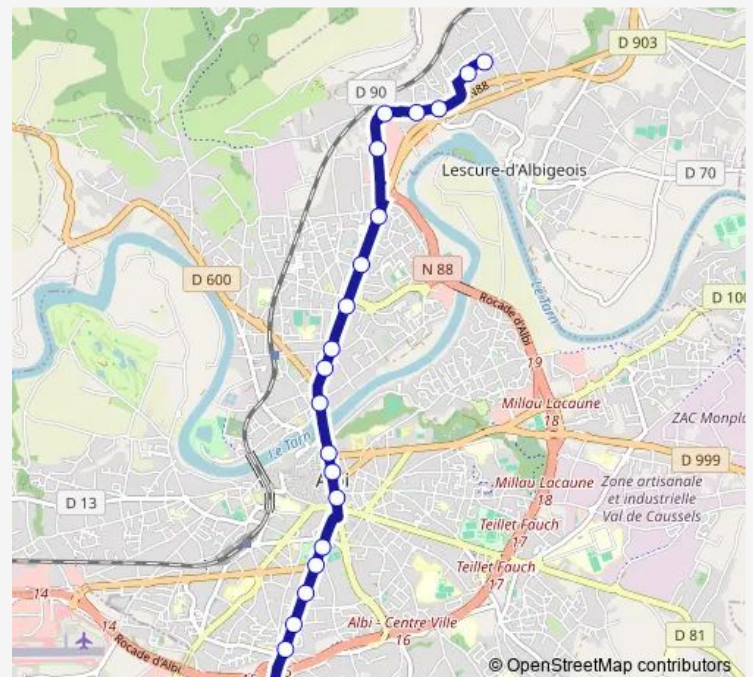 D 903
D 90
N88
Lescure-d'Albigeois
D 70
D 600
N 88
Le Tarn
Rocade d'Albi
D 100
19
Millau Lacaune
18
ZAC Monplu
Le Tarn
D 999
Albi
D 13
Millau Lacaune
18
Zone artisanale
et industrielle
Val de Caussels
Teillet Fauch
17
Teillet Fauch
17
14
14
Albi - Centre Ville
16
D 81
Rocade d'Albi
© OpenStreetMap contributors